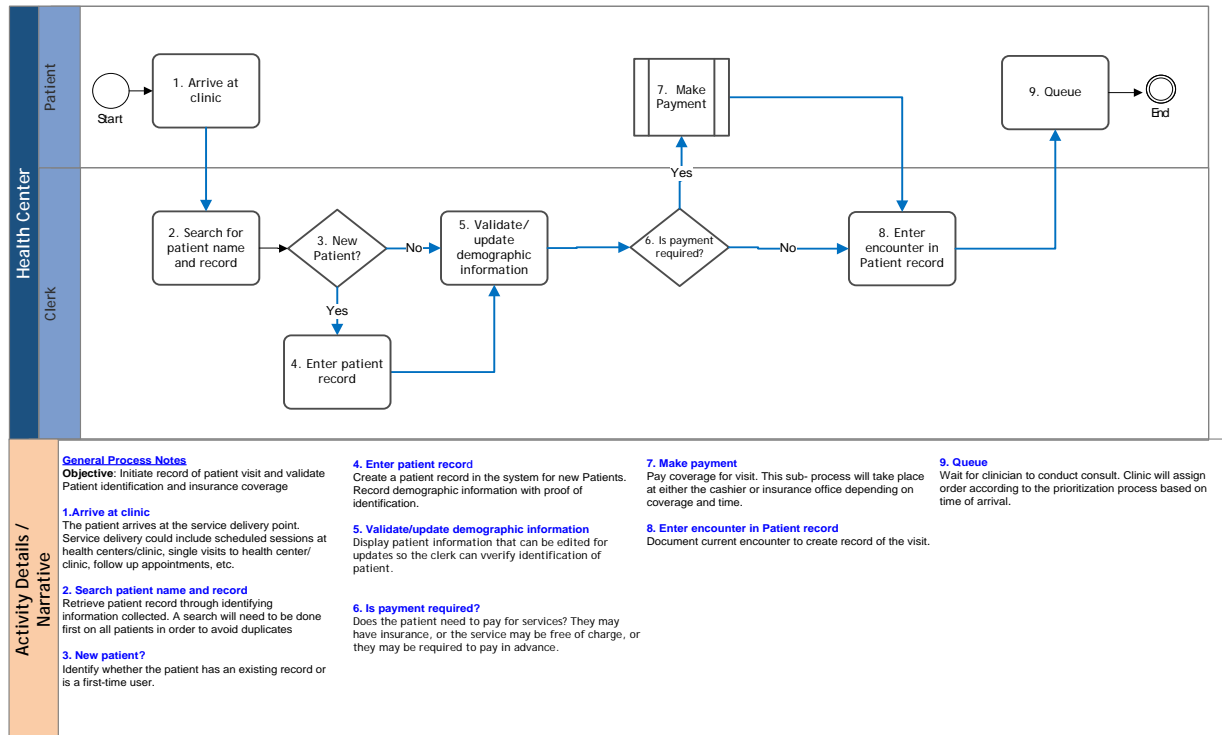 Health Center
Patient
Start
1. Arrive at
clinic
7. Make
Payment
9. Queue
End
Clerk
2. Search for
patient name
and record
3. New
Patient?
No
Yes
4. Enter patient
record
5. Validate/
update
demographic
information
6. Is payment
required?
Yes
No
8. Enter
encounter in
Patient record
Activity Details /
Narrative
General Process Notes
Objective: Initiate record of patient visit and validate
Patient identification and insurance coverage
1.Arrive at clinic
The patient arrives at the service delivery point.
Service delivery could include scheduled sessions at
health centers/clinic, single visits to health center/
clinic, follow up appointments, etc.
2. Search patient name and record
Retrieve patient record through identifying
information collected. A search will need to be done
first on all patients in order to avoid duplicates
3. New patient?
Identify whether the patient has an existing record or
is a first-time user.
4. Enter patient record
Create a patient record in the system for new Patients.
Record demographic information with proof of
identification.
5. Validate/update demographic information
Display patient information that can be edited for
updates so the clerk can vverify identification of
patient.
6. Is payment required?
Does the patient need to pay for services? They may
have insurance, or the service may be free of charge, or
they may be required to pay in advance.
7. Make payment
Pay coverage for visit. This sub- process will take place
at either the cashier or insurance office depending on
coverage and time.
8. Enter encounter in Patient record
Document current encounter to create record of the visit.
9. Queue
Wait for clinician to conduct consult. Clinic will assign
order according to the prioritization process based on
time of arrival.